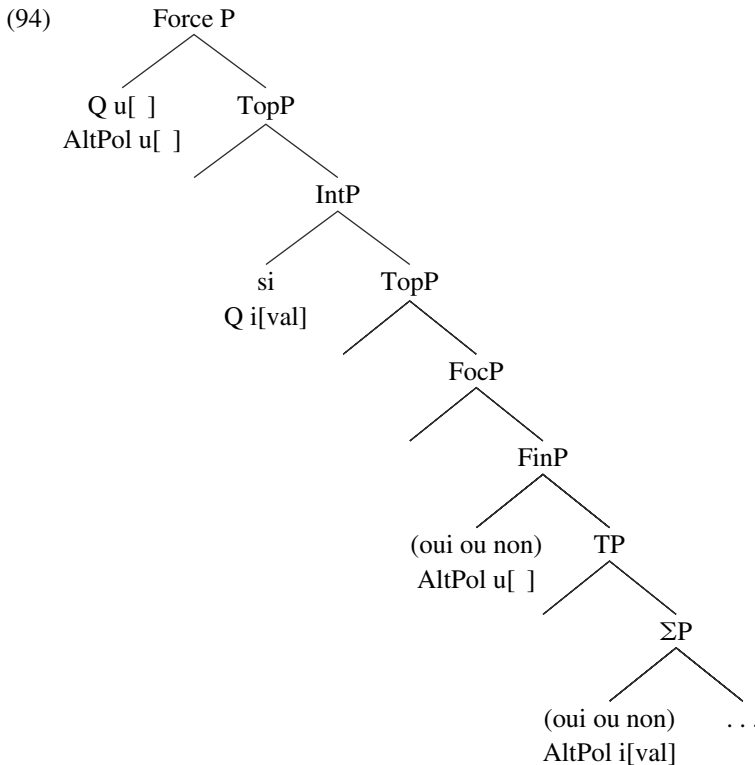 (94) Force P
Q u[ ] TopP
AltPol u[ ]
IntP
si TopP
Q i[val]
FocP
FinP
(oui ou non) TP
AltPol u[ ]
ΣP
(oui ou non) . . .
AltPol i[val]